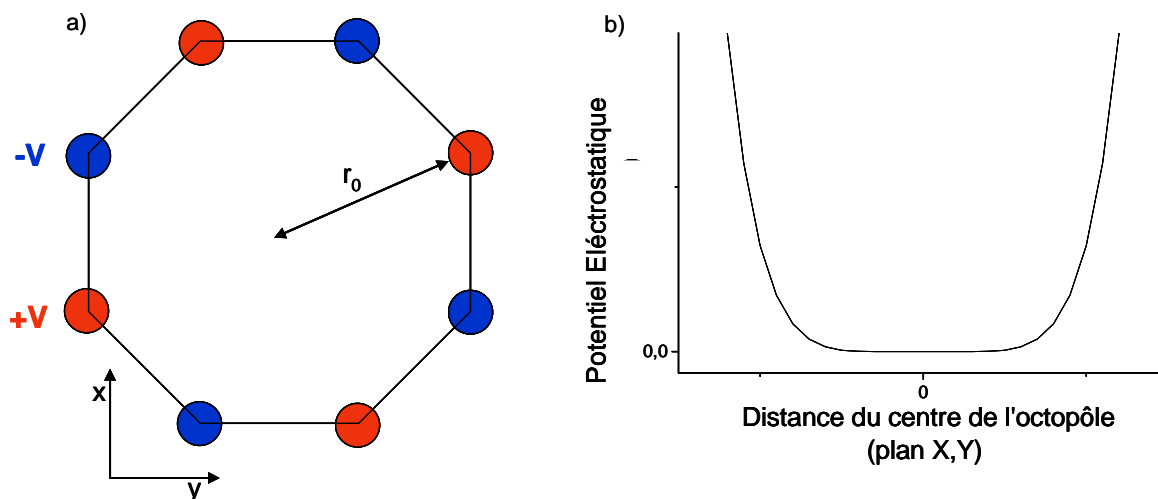 a)
-V
+V
r0
x
y
b)
Potentiel Eléctrostatique
0,0
0
Distance du centre de l'octopôle
(plan X,Y)